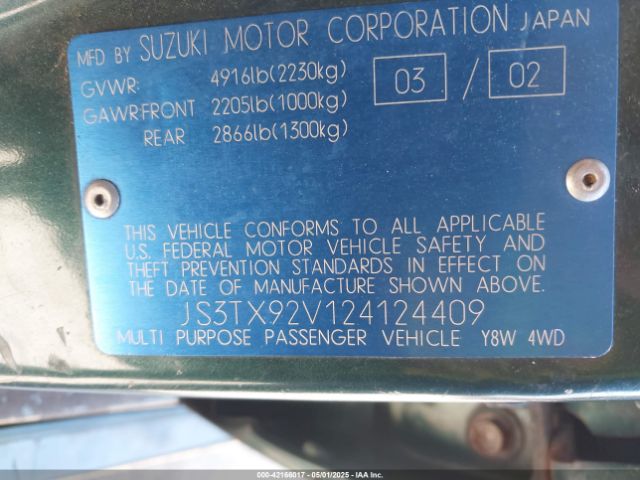 MFD BY SUZUKI MOTOR CORPORATION JAPAN
GVWR: 4916lb(2230kg) 03 / 02
GAWR:FRONT 2205lb(1000kg)
REAR 2866lb(1300kg)
THIS VEHICLE CONFORMS TO ALL APPLICABLE
U.S. FEDERAL MOTOR VEHICLE SAFETY AND
THEFT PREVENTION STANDARDS IN EFFECT ON
THE DATE OF MANUFACTURE SHOWN ABOVE.
JS3TX92V124124409
MULTI PURPOSE PASSENGER VEHICLE Y8W 4WD
000-42166017 — 05/01/2025 — IAA Inc.